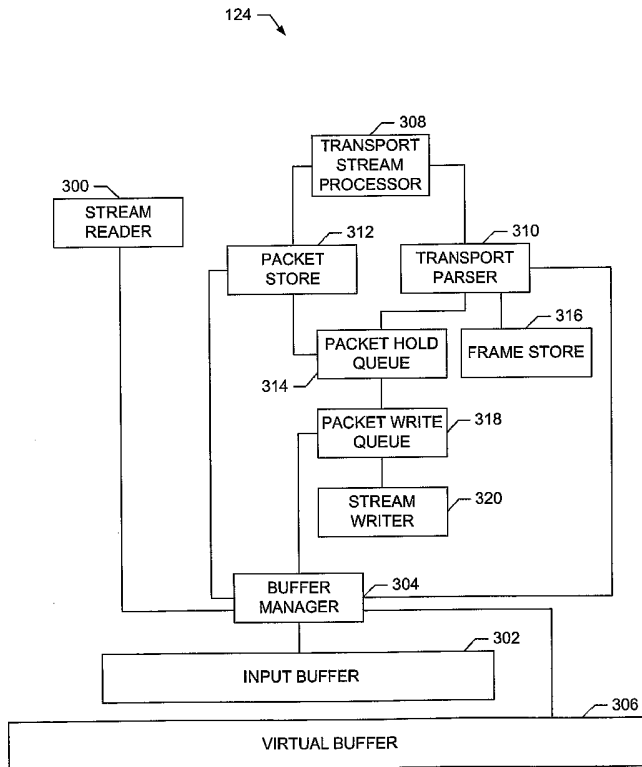 124
308
TRANSPORT
STREAM
PROCESSOR
300
STREAM
READER
312
PACKET
STORE
310
TRANSPORT
PARSER
316
FRAME STORE
PACKET HOLD
QUEUE
314
PACKET WRITE
QUEUE
318
STREAM
WRITER
320
BUFFER
MANAGER
304
302
INPUT BUFFER
306
VIRTUAL BUFFER